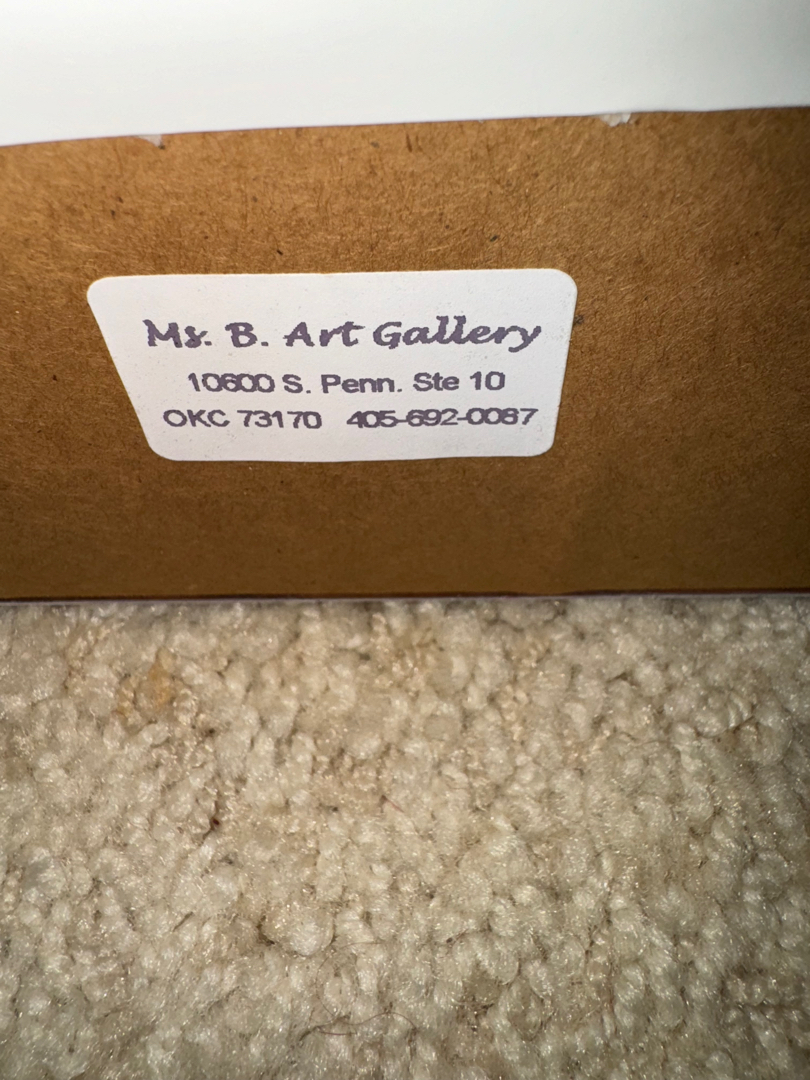 Ms. B. Art Gallery
10600 S. Penn. Ste 10
OKC 73170 405-692-0087